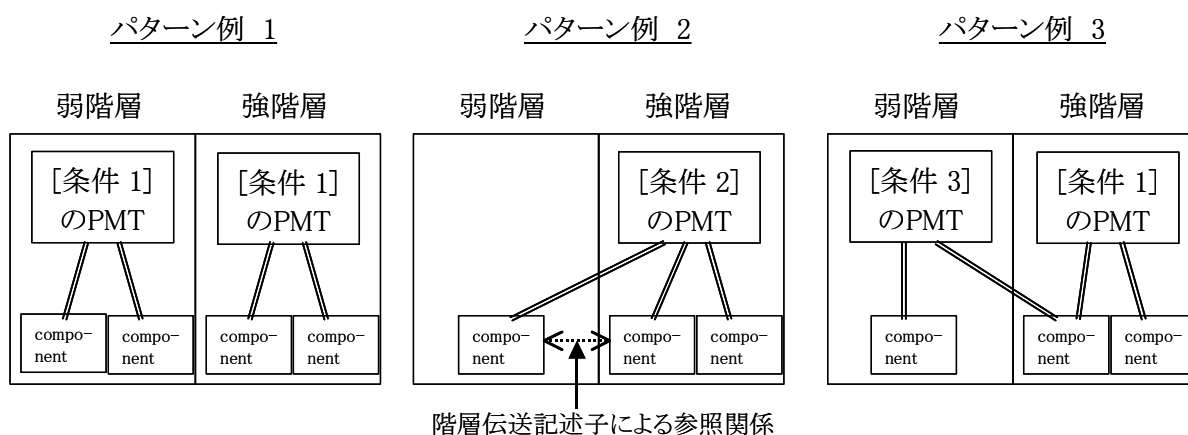 パターン例 1
弱階層 強階層
[条件 1]
のPMT
[条件 1]
のPMT
compo-
nent
compo-
nent
compo-
nent
compo-
nent
パターン例 2
弱階層 強階層
[条件 2]
のPMT
compo-
nent
compo-
nent
compo-
nent
階層伝送記述子による参照関係
パターン例 3
弱階層 強階層
[条件 3]
のPMT
[条件 1]
のPMT
compo-
nent
compo-
nent
compo-
nent